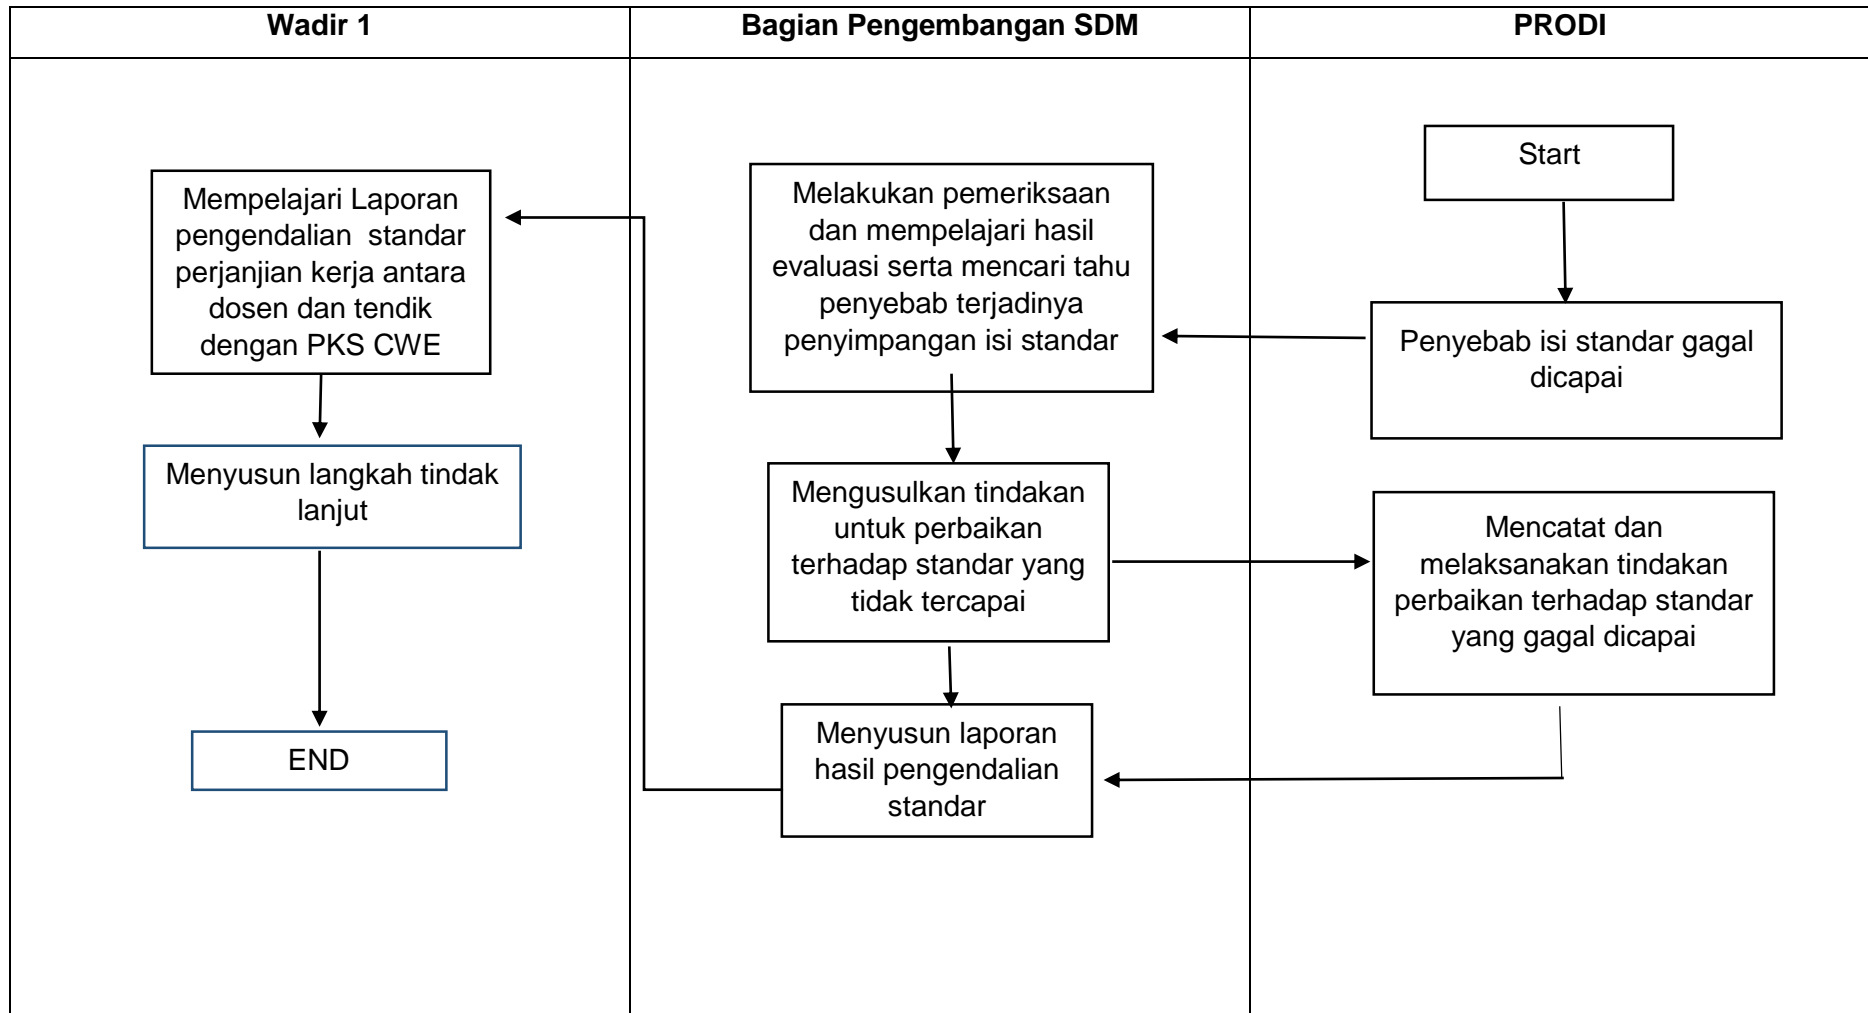 Wadir 1
Bagian Pengembangan SDM
PRODI
Mempelajari Laporan
pengendalian  standar
perjanjian kerja antara
dosen dan tendik
dengan PKS CWE
Menyusun langkah tindak
lanjut
END
Melakukan pemeriksaan
dan mempelajari hasil
evaluasi serta mencari tahu
penyebab terjadinya
penyimpangan isi standar
Mengusulkan tindakan
untuk perbaikan
terhadap standar yang
tidak tercapai
Menyusun laporan
hasil pengendalian
standar
Start
Penyebab isi standar gagal
dicapai
Mencatat dan
melaksanakan tindakan
perbaikan terhadap standar
yang gagal dicapai